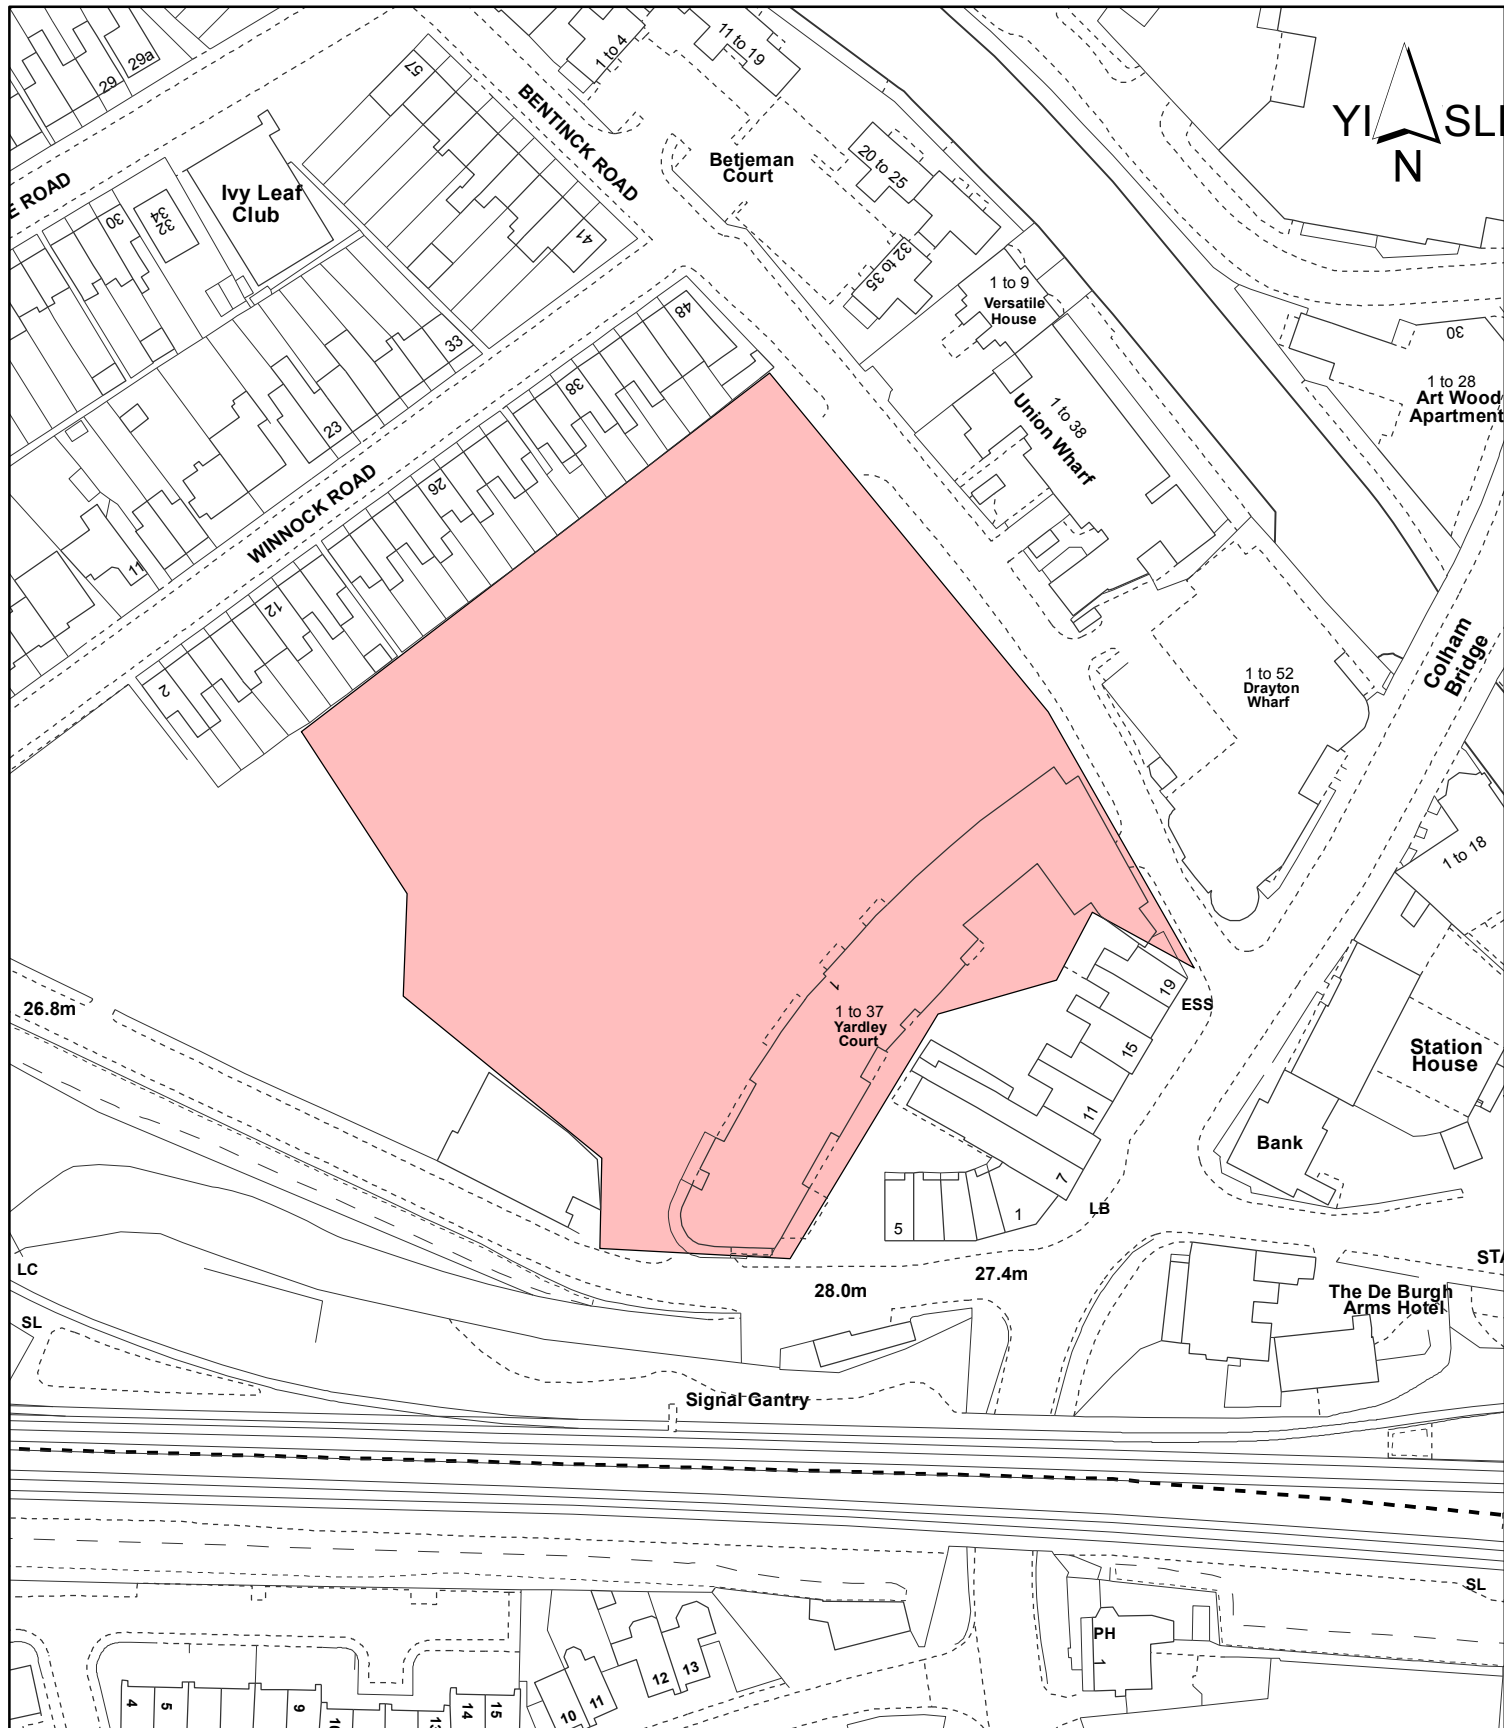 29
29a
57
1 to 4
11 to 19
BENTINCK ROAD
Betjeman
Court
20 to 25
32 to 35
YI
SLE
N
E ROAD
30
32
34
Ivy Leaf
Club
41
1 to 9
Versatile
House
48
33
38
30
1 to 28
Art Wood
Apartment
1 to 38
Union Wharf
23
26
WINNOCK ROAD
11
12
2
Colham
Bridge
1 to 52
Drayton
Wharf
1 to 18
26.8m
1
1 to 37
Yardley
Court
19
ESS
15
11
7
Station
House
Bank
LB
5
1
27.4m
28.0m
LC
SL
STA
The De Burgh
Arms Hotel
Signal Gantry
SL
PH
1
4
5
9
10
13
14
15
10
11
12
13